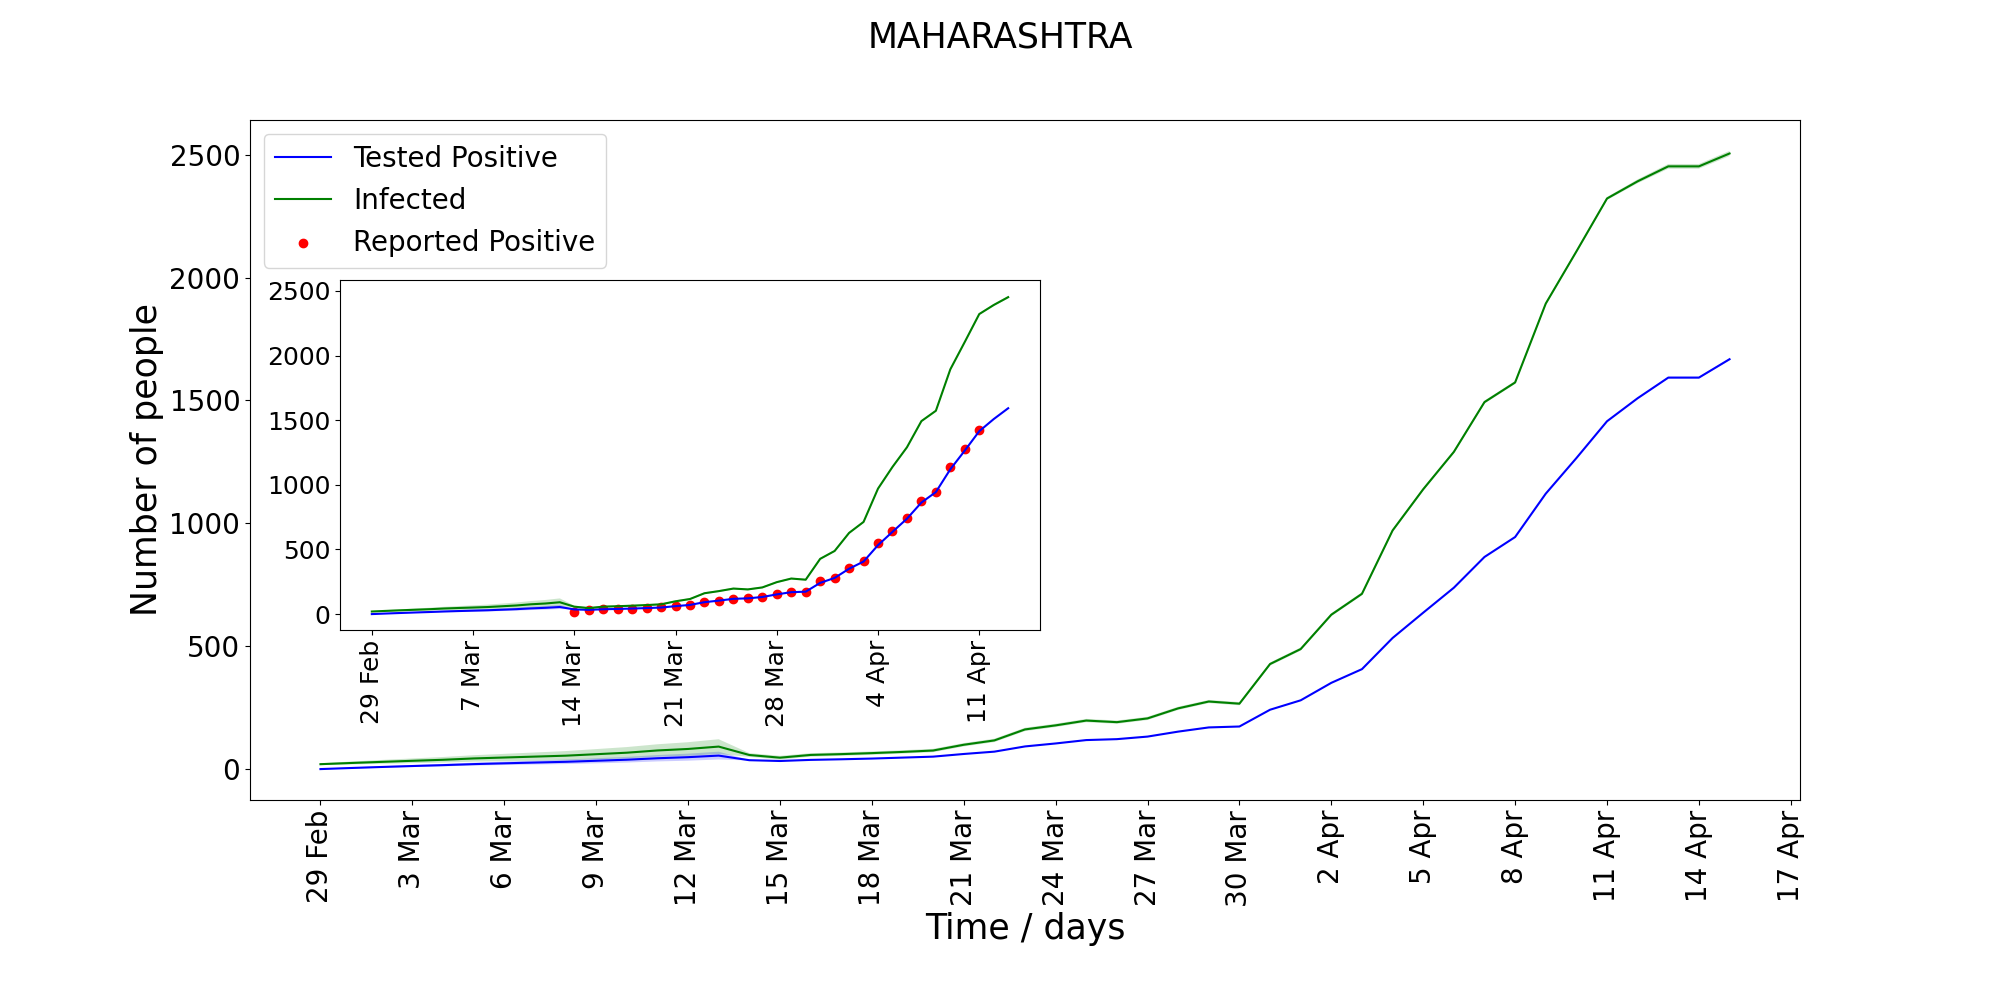 MAHARASHTRA
Tested Positive
Infected
Reported Positive
2500
2000
1500
1000
500
0
Number of people
2500
2000
1500
1000
500
0
29 Feb
7 Mar
14 Mar
21 Mar
28 Mar
4 Apr
11 Apr
29 Feb
3 Mar
6 Mar
9 Mar
12 Mar
15 Mar
18 Mar
21 Mar
24 Mar
27 Mar
30 Mar
2 Apr
5 Apr
8 Apr
11 Apr
14 Apr
17 Apr
Time / days